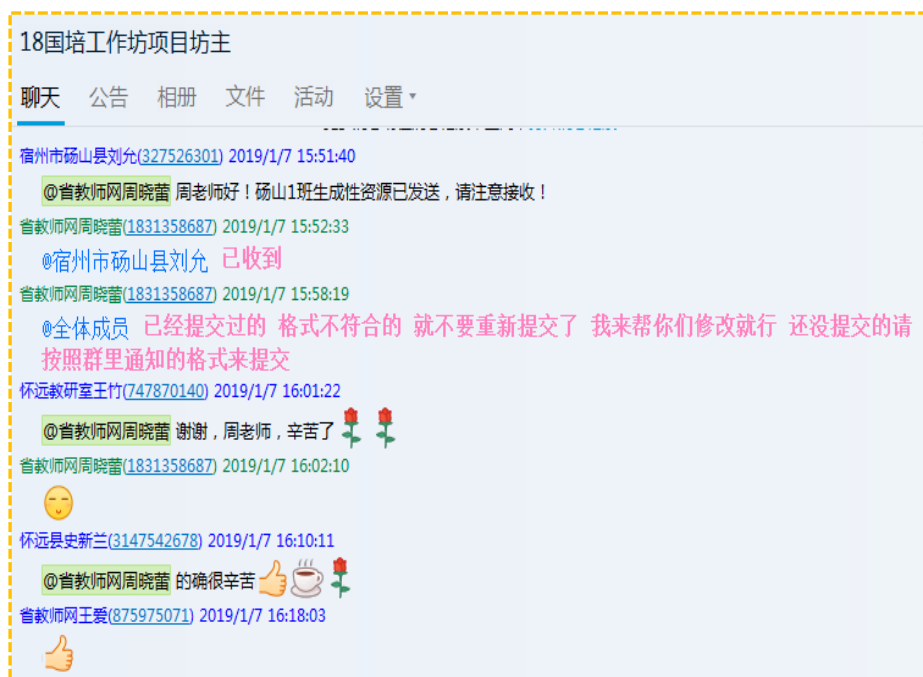 18国培工作坊项目坊主
聊天 公告 相册 文件 活动 设置
宿州市砀山县刘允(327526301) 2019/1/7 15:51:40
@省教师网周晓蕾 周老师好！砀山1班生成性资源已发送，请注意接收！
省教师网周晓蕾(1831358687) 2019/1/7 15:52:33
@宿州市砀山县刘允 已收到
省教师网周晓蕾(1831358687) 2019/1/7 15:58:19
@全体成员 已经提交过的 格式不符合的 就不要重新提交了 我来帮你们修改就行 还没提交的请
按照群里通知的格式来提交
怀远教研室王竹(747870140) 2019/1/7 16:01:22
@省教师网周晓蕾 谢谢，周老师，辛苦了
省教师网周晓蕾(1831358687) 2019/1/7 16:02:10
怀远县史新兰(3147542678) 2019/1/7 16:10:11
@省教师网周晓蕾 的确很辛苦
省教师网王爱(875975071) 2019/1/7 16:18:03